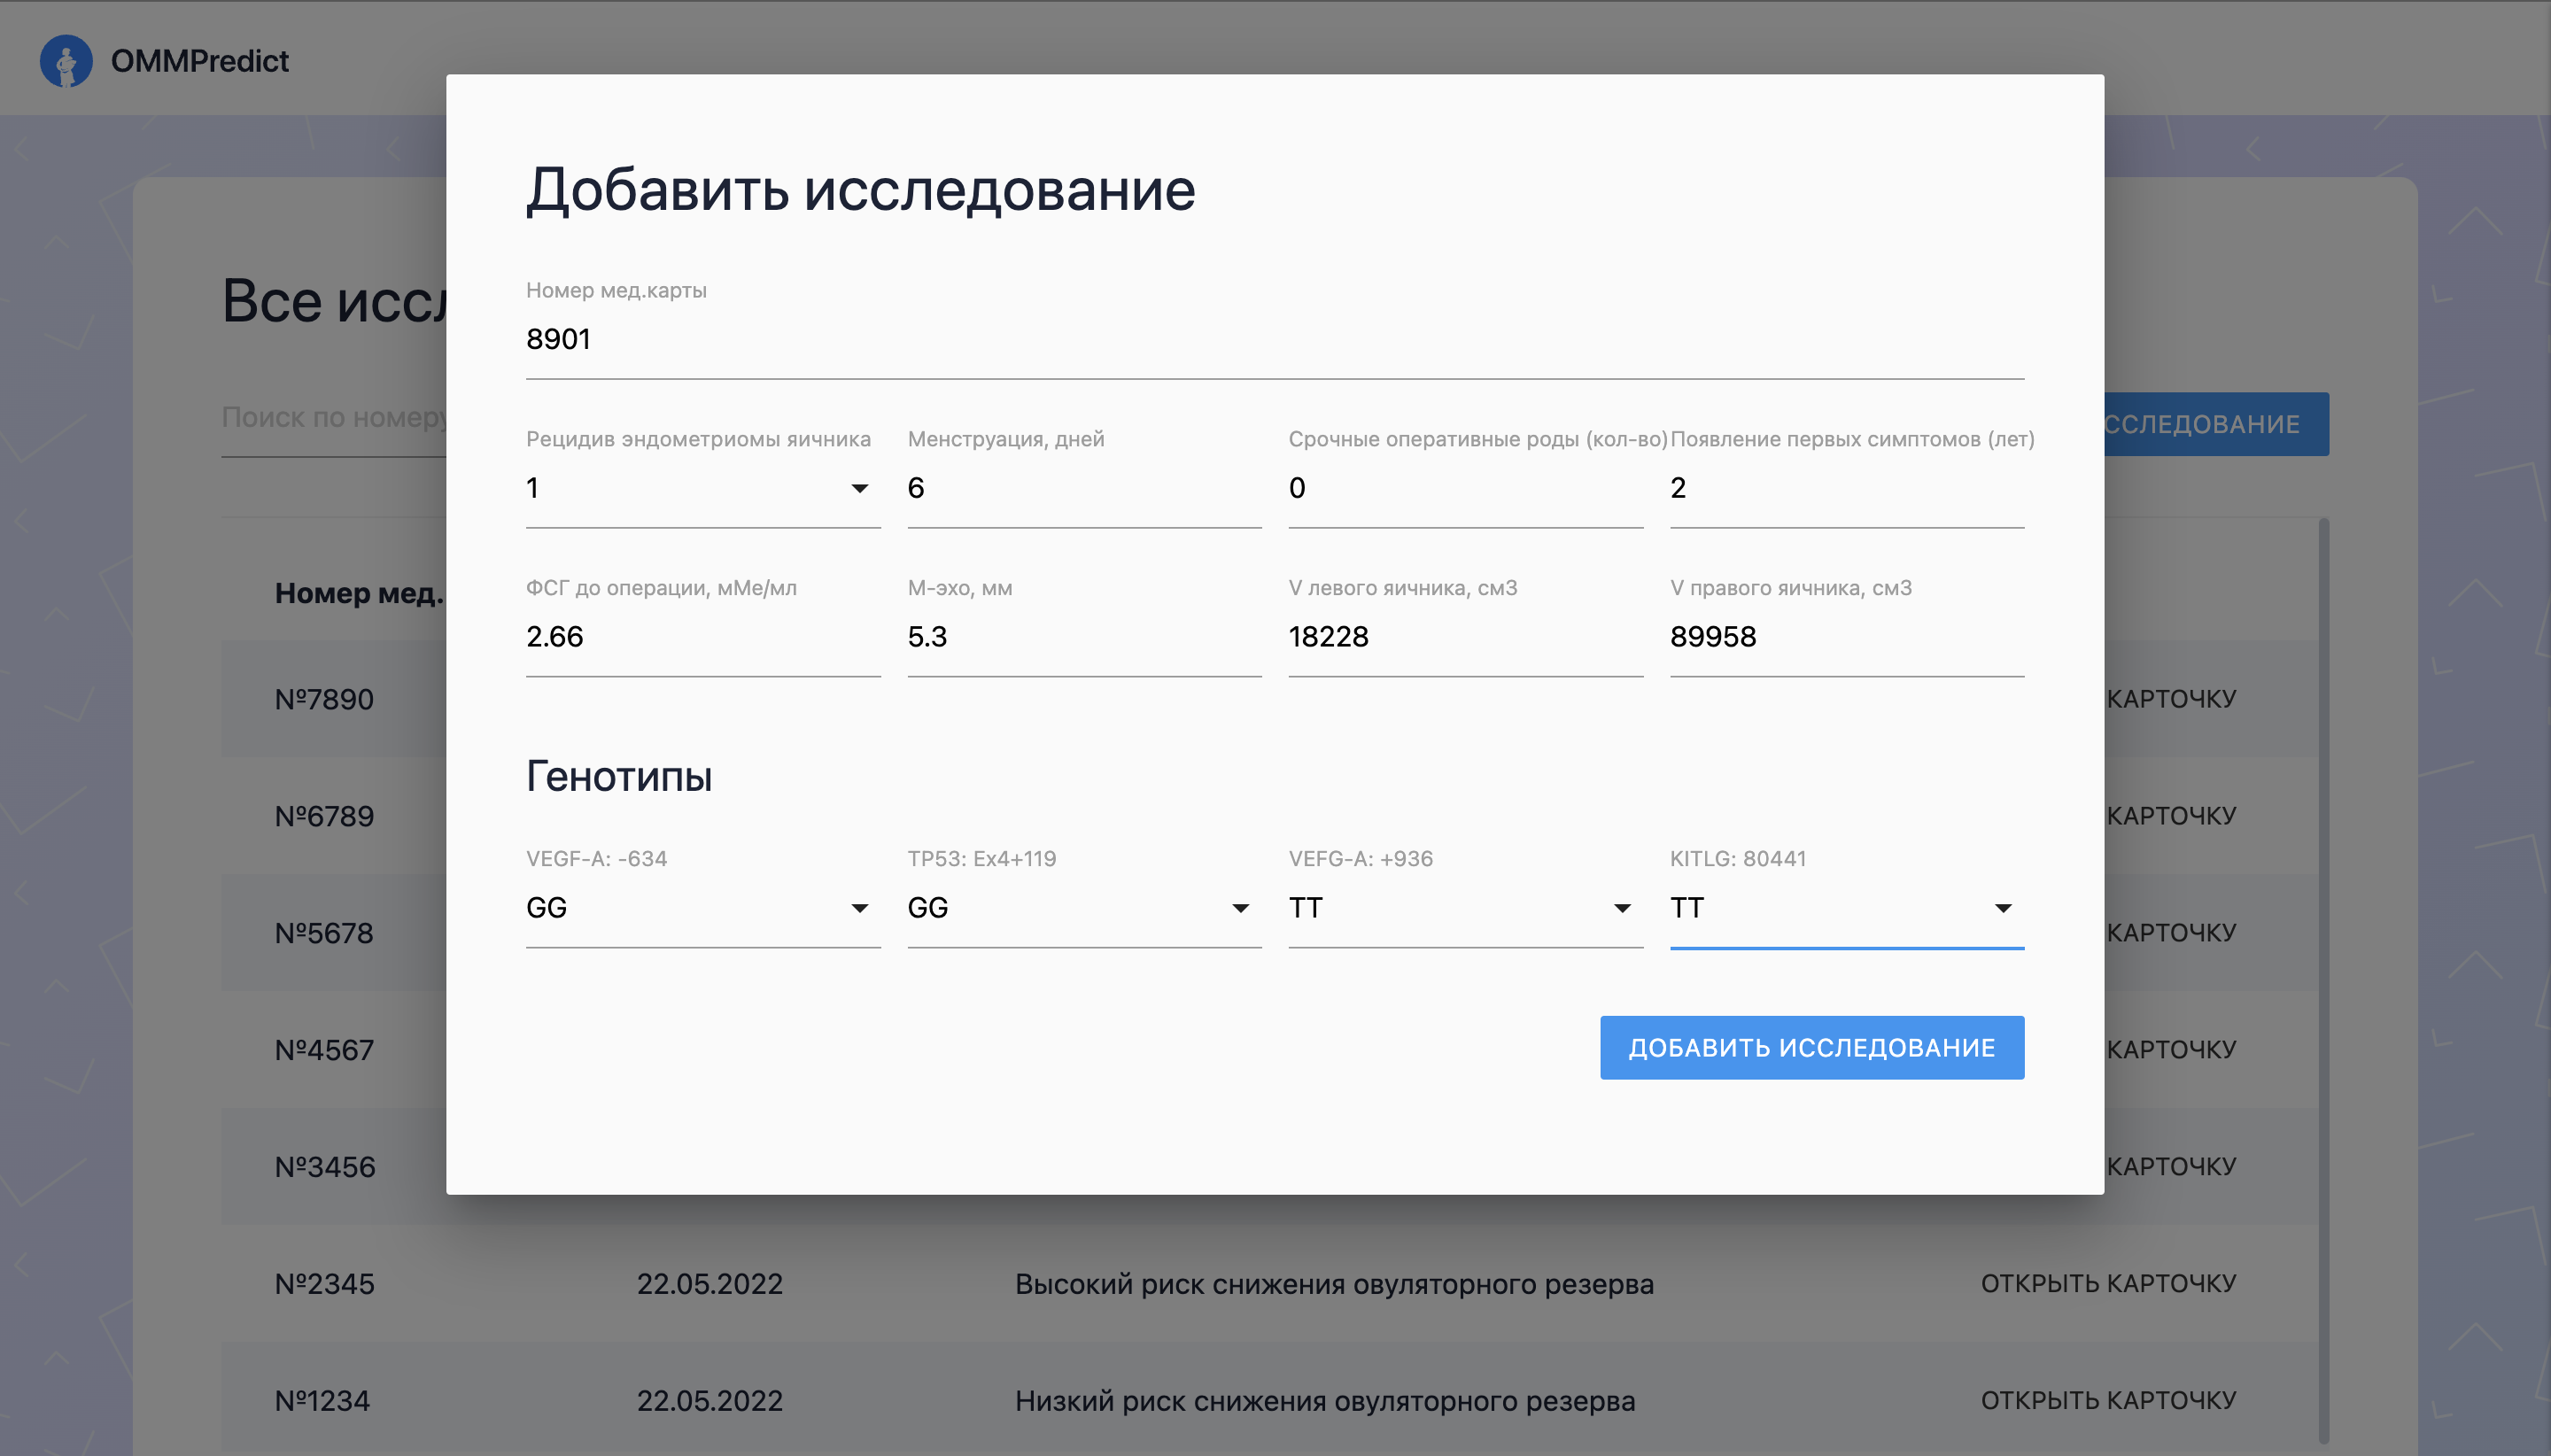 OMMPredict
Все иссл
Поиск по номеру
ССЛЕДОВАНИЕ
Номер мед.
№7890
КАРТОЧКУ
№6789
КАРТОЧКУ
№5678
КАРТОЧКУ
№4567
КАРТОЧКУ
№3456
КАРТОЧКУ
№2345 22.05.2022 Высокий риск снижения овуляторного резерва ОТКРЫТЬ КАРТОЧКУ
№1234 22.05.2022 Низкий риск снижения овуляторного резерва ОТКРЫТЬ КАРТОЧКУ
Добавить исследование
Номер мед.карты
8901
Рецидив эндометриомы яичника Менструация, дней Срочные оперативные роды (кол-во) Появление первых симптомов (лет)
1 6 0 2
ФСГ до операции, мМе/мл М-эхо, мм V левого яичника, см3 V правого яичника, см3
2.66 5.3 18228 89958
Генотипы
VEGF-A: -634 TP53: Ex4+119 VEFG-A: +936 KITLG: 80441
GG GG TT TT
ДОБАВИТЬ ИССЛЕДОВАНИЕ